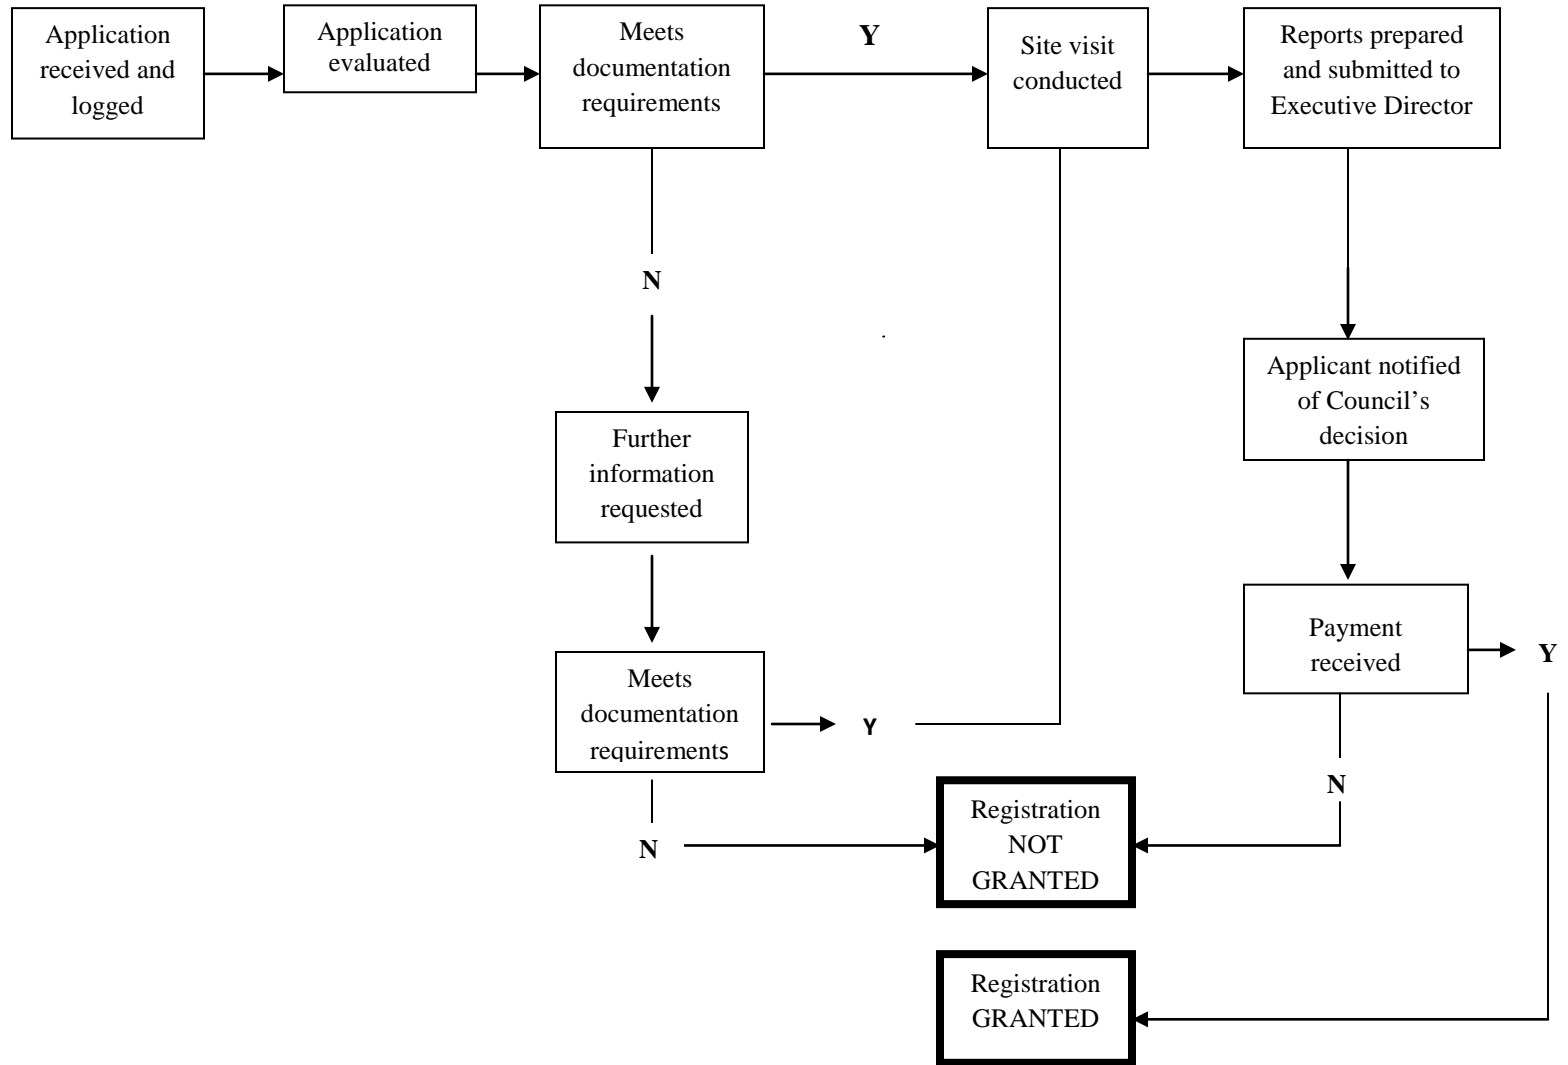 Application
received and
logged
Application
evaluated
Meets
documentation
requirements
Y
Site visit
conducted
Reports prepared
and submitted to
Executive Director
N
Further
information
requested
Applicant notified
of Council's
decision
Meets
documentation
requirements
Y
Payment
received
Y
N
N
Registration
NOT
GRANTED
Registration
GRANTED